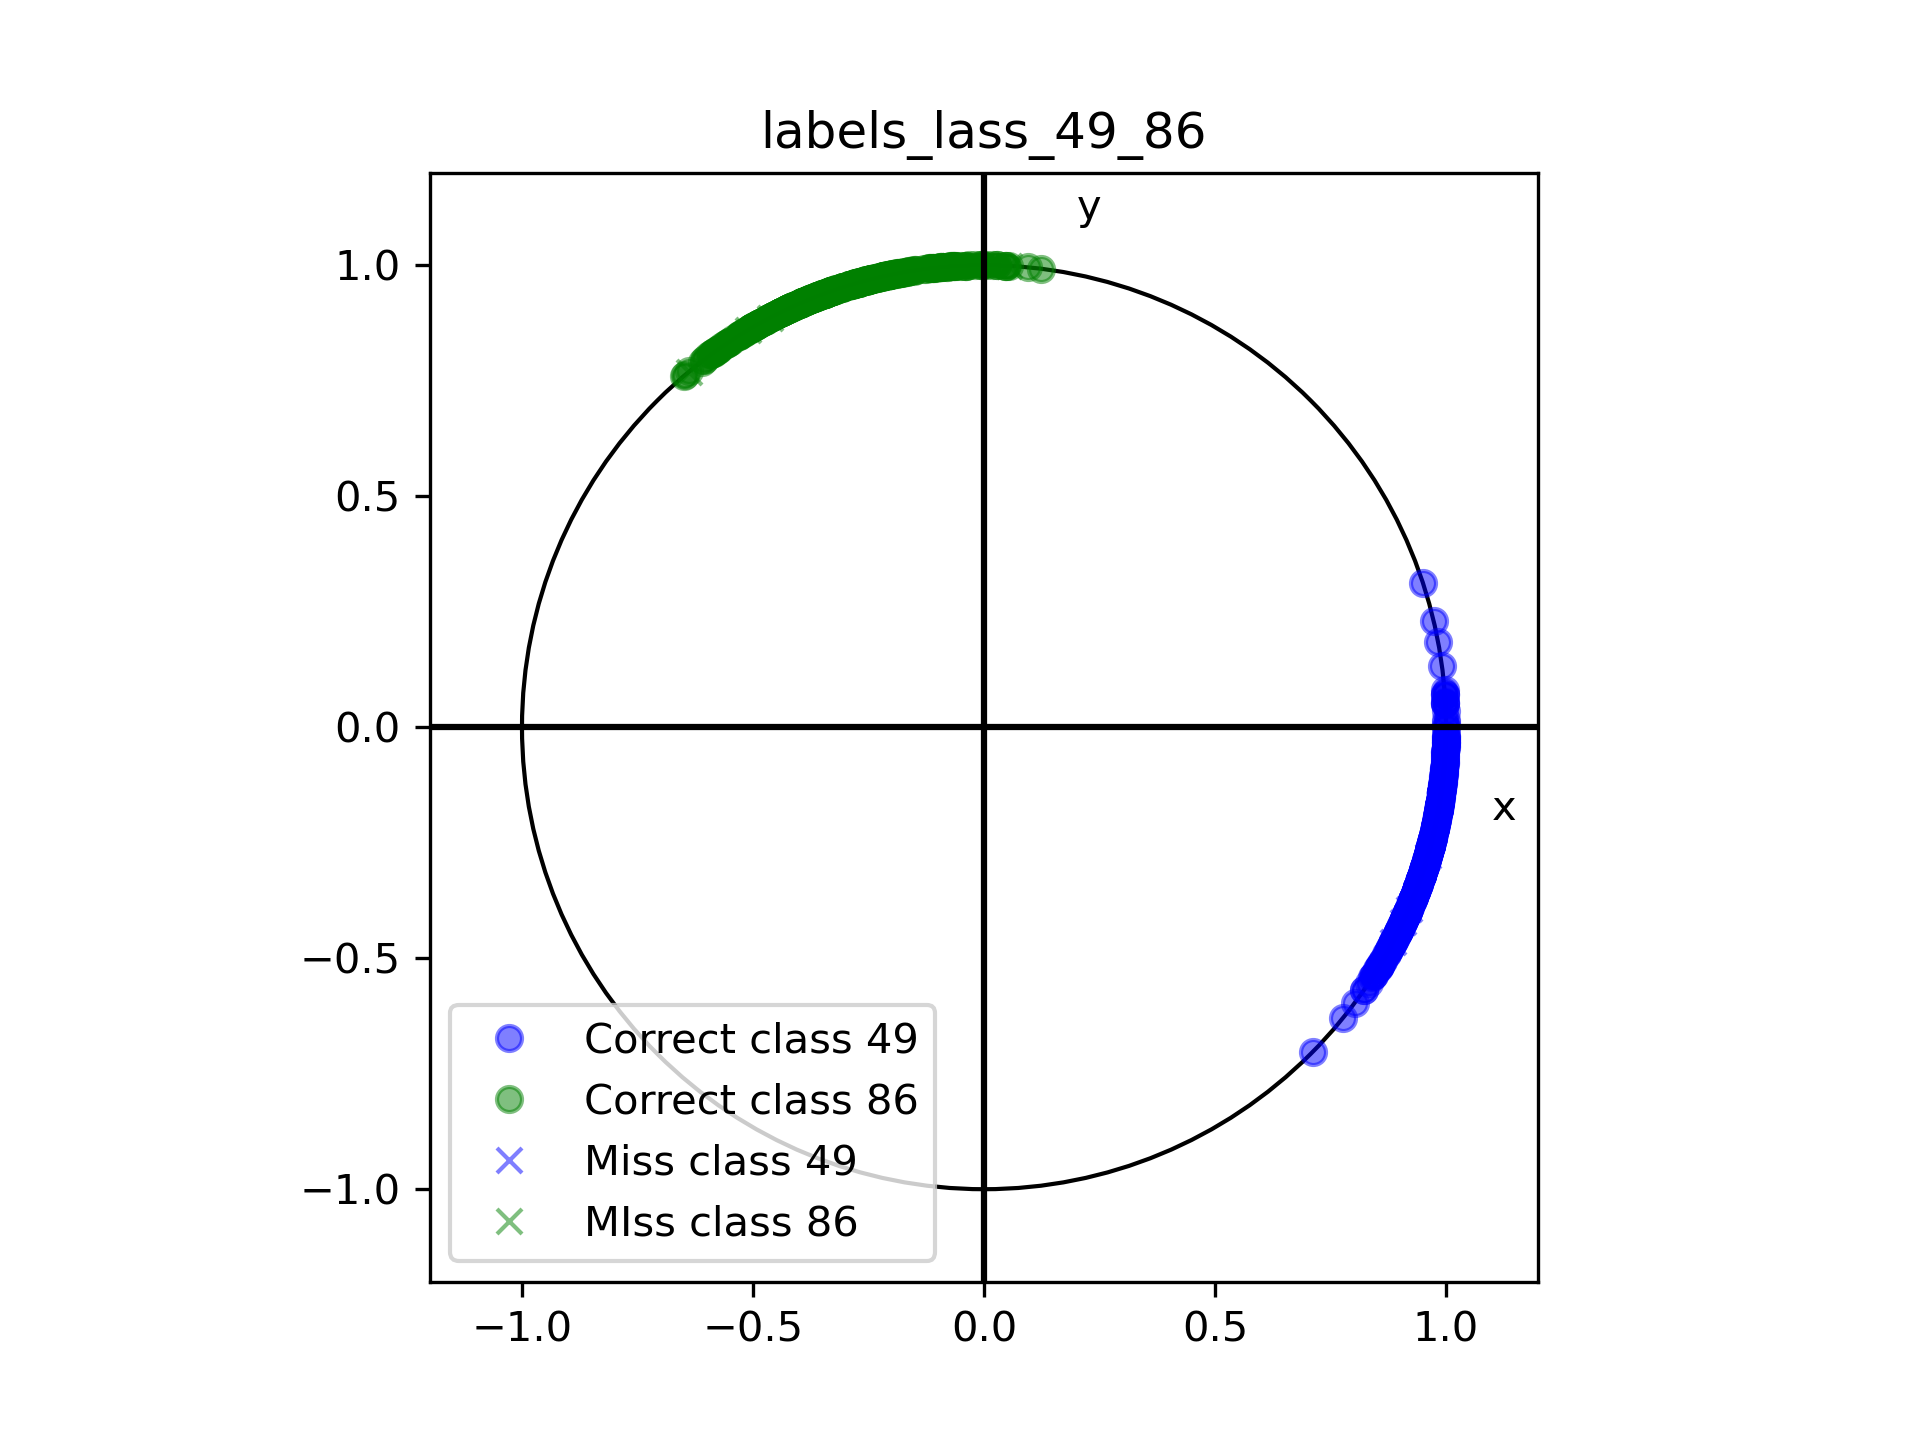 labels_lass_49_86
y
1.0
0.5
0.0
x
−0.5
−1.0
Correct class 49
Correct class 86
Miss class 49
MIss class 86
−1.0 −0.5 0.0 0.5 1.0